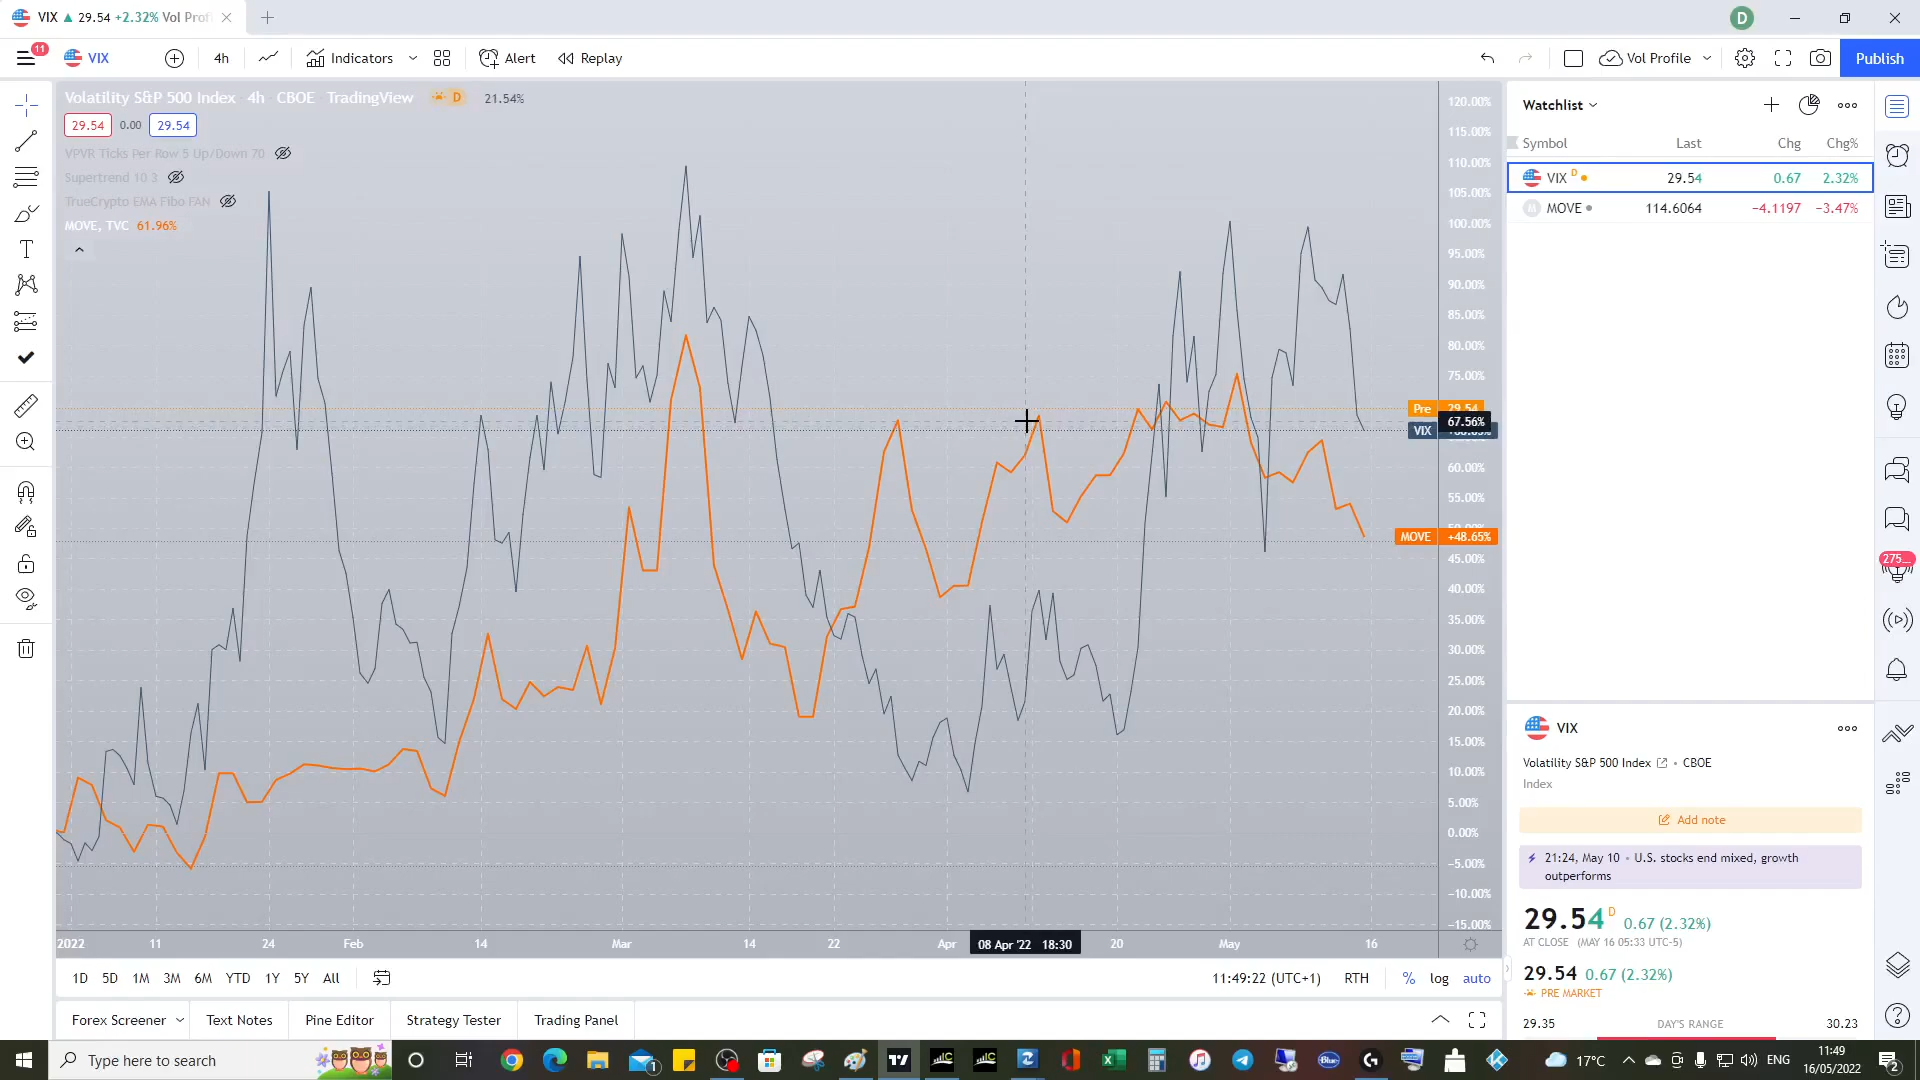 VIX ▲ 29.54 +2.32% Vol Prof
D
11
VIX
4h
Indicators
Alert
Replay
Vol Profile
Publish
Volatility S&P 500 Index 4h CBOE TradingView
D
21.54%
29.54 0.00 29.54
VPVR Ticks Per Row 5 Up/Down 70
Supertrend 10 3
TrueCrypto EMA Fibo FAN
MOVE, TVC 61.96%
120.00%
115.00%
110.00%
105.00%
100.00%
95.00%
90.00%
85.00%
80.00%
75.00%
Pre 29.54
67.56%
VIX
60.00%
55.00%
MOVE +48.65%
45.00%
40.00%
35.00%
30.00%
25.00%
20.00%
15.00%
10.00%
5.00%
0.00%
−5.00%
−10.00%
−15.00%
2022 11 24 Feb 14 Mar 14 22 Apr 08 Apr '22 18:30 20 May 16
1D 5D 1M 3M 6M YTD 1Y 5Y All
11:49:22 (UTC+1) RTH % log auto
Forex Screener Text Notes Pine Editor Strategy Tester Trading Panel
Watchlist
Symbol Last Chg Chg%
VIX D 29.54 0.67 2.32%
M MOVE 114.6064 −4.1197 −3.47%
275
VIX
Volatility S&P 500 Index • CBOE
Index
Add note
21:24, May 10 • U.S. stocks end mixed, growth
outperforms
29.54 D 0.67 (2.32%)
AT CLOSE (MAY 16 05:33 UTC-5)
29.54 0.67 (2.32%)
PRE MARKET
29.35 DAY'S RANGE 30.23
Type here to search
1
17°C
ENG
11:49
16/05/2022
2